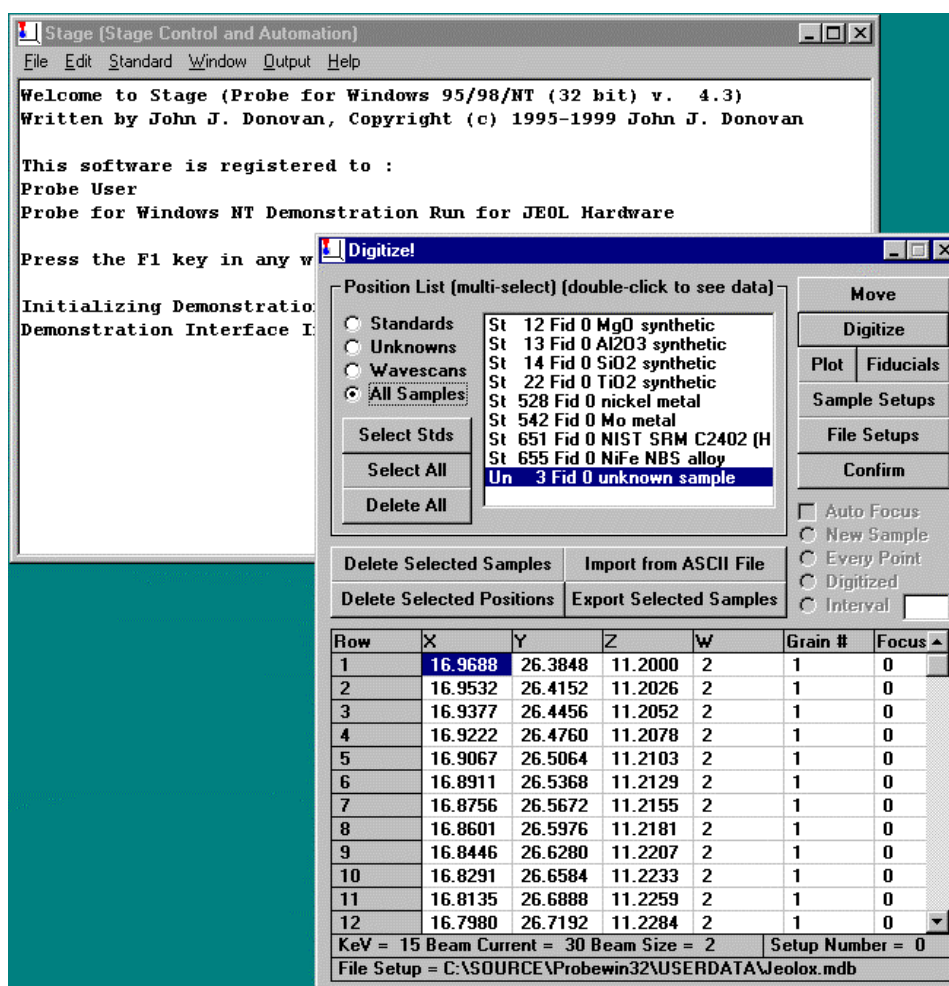 Stage (Stage Control and Automation)
File Edit Standard Window Output Help
Welcome to Stage (Probe for Windows 95/98/NT (32 bit) v. 4.3)
Written by John J. Donovan, Copyright (c) 1995-1999 John J. Donovan
This software is registered to :
Probe User
Probe for Windows NT Demonstration Run for JEOL Hardware
Press the F1 key in any w
Initializing Demonstratio
Demonstration Interface I
Digitize!
Position List (multi-select) (double-click to see data)
Standards
Unknowns
Wavescans
All Samples
Select Stds
Select All
Delete All
St 12 Fid 0 MgO synthetic
St 13 Fid 0 Al2O3 synthetic
St 14 Fid 0 SiO2 synthetic
St 22 Fid 0 TiO2 synthetic
St 528 Fid 0 nickel metal
St 542 Fid 0 Mo metal
St 651 Fid 0 NIST SRM C2402 (H
St 655 Fid 0 NiFe NBS alloy
Un 3 Fid 0 unknown sample
Move
Digitize
Plot Fiducials
Sample Setups
File Setups
Confirm
Auto Focus
New Sample
Every Point
Digitized
Interval
Delete Selected Samples Import from ASCII File
Delete Selected Positions Export Selected Samples
Row X Y Z W Grain # Focus
1 16.9688 26.3848 11.2000 2 1 0
2 16.9532 26.4152 11.2026 2 1 0
3 16.9377 26.4456 11.2052 2 1 0
4 16.9222 26.4760 11.2078 2 1 0
5 16.9067 26.5064 11.2103 2 1 0
6 16.8911 26.5368 11.2129 2 1 0
7 16.8756 26.5672 11.2155 2 1 0
8 16.8601 26.5976 11.2181 2 1 0
9 16.8446 26.6280 11.2207 2 1 0
10 16.8291 26.6584 11.2233 2 1 0
11 16.8135 26.6888 11.2259 2 1 0
12 16.7980 26.7192 11.2284 2 1 0
KeV = 15 Beam Current = 30 Beam Size = 2 Setup Number = 0
File Setup = C:\SOURCE\Probewin32\USERDATA\Jeolox.mdb